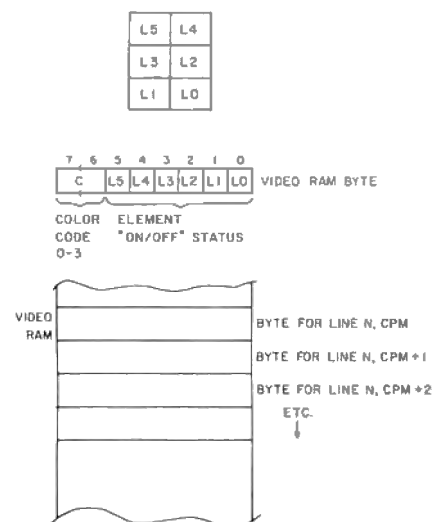 L5 L4
L3 L2
L1 L0
7 6 5 4 3 2 1 0
C L5 L4 L3 L2 L1 L0 VIDEO RAM BYTE
COLOR ELEMENT
CODE "ON/OFF" STATUS
0-3
VIDEO
RAM
BYTE FOR LINE N, CPM
BYTE FOR LINE N, CPM +1
BYTE FOR LINE N, CPM +2
ETC.